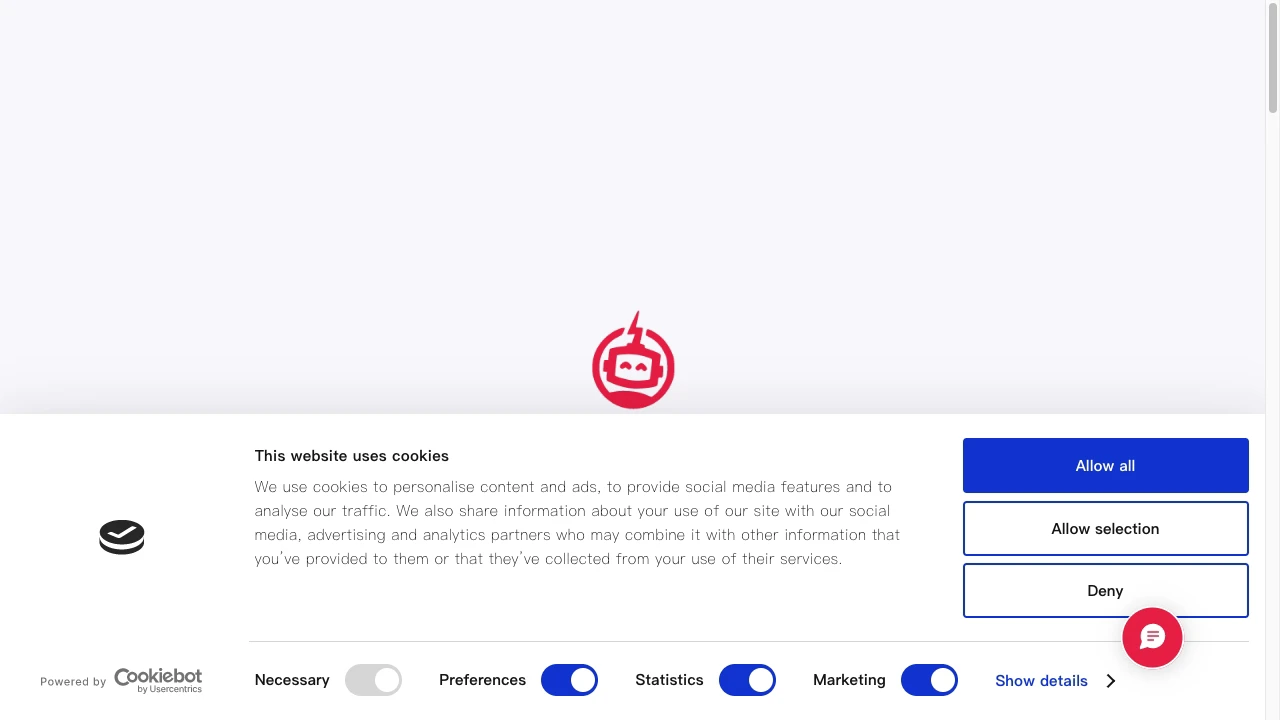 This website uses cookies
We use cookies to personalise content and ads, to provide social media features and to
analyse our traffic. We also share information about your use of our site with our social
media, advertising and analytics partners who may combine it with other information that
you've provided to them or that they've collected from your use of their services.
Allow all
Allow selection
Deny
Powered by Cookiebot
by Usercentrics
Necessary Preferences Statistics Marketing Show details